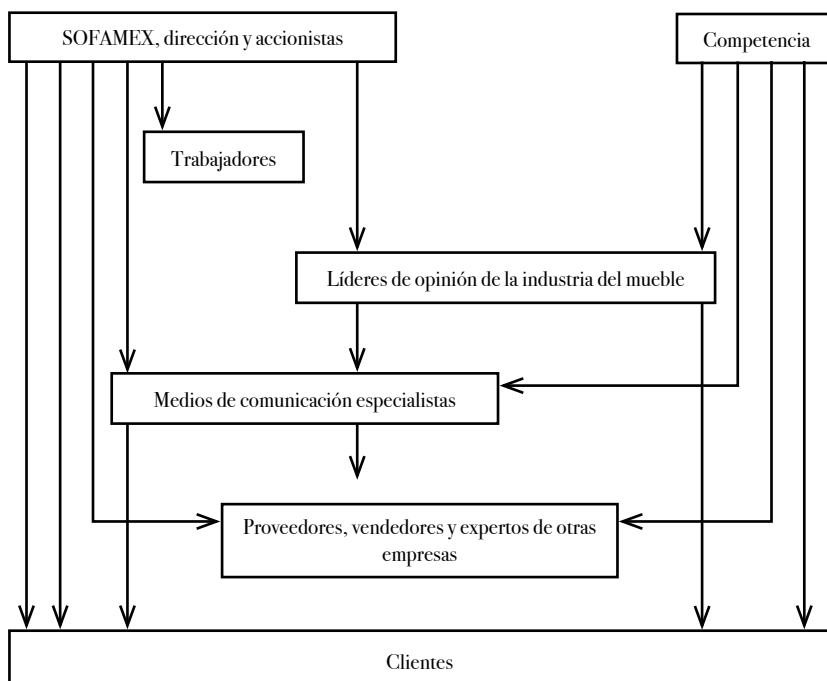 SOFAMEX, dirección y accionistas
Competencia
Trabajadores
Líderes de opinión de la industria del mueble
Medios de comunicación especialistas
Proveedores, vendedores y expertos de otras
empresas
Clientes